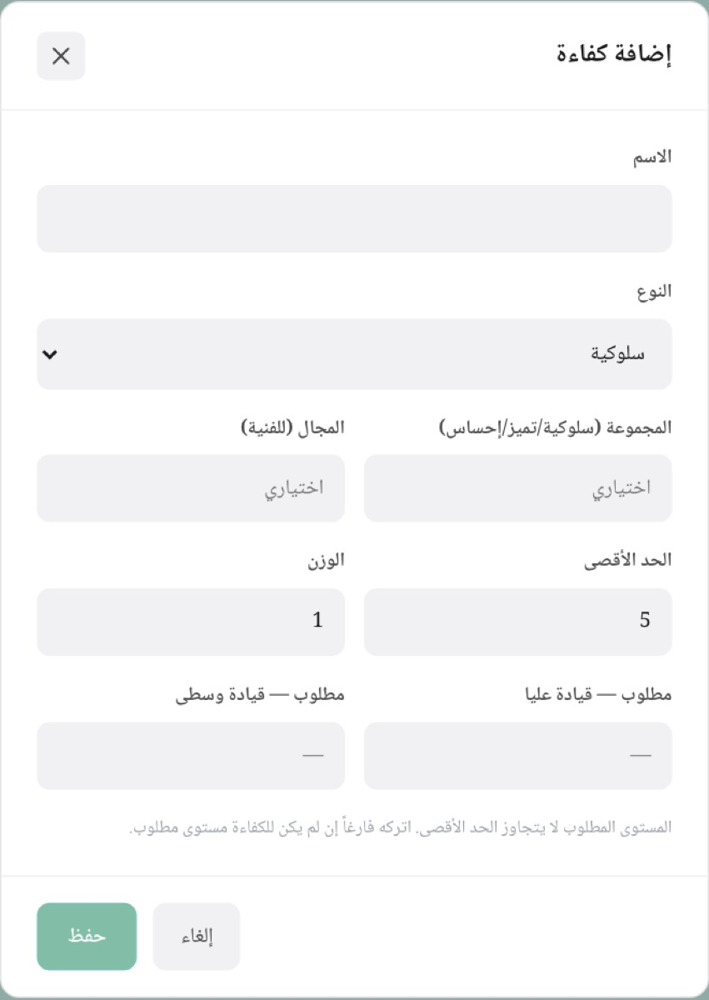 إضافة كفاءة
الاسم
النوع
سلوكية
المجموعة (سلوكية/تميز/إحساس)
المجال (للفنية)
اختياري
اختياري
الحد الأقصى
الوزن
5
1
مطلوب — قيادة عليا
مطلوب — قيادة وسطى
—
—
المستوى المطلوب لا يتجاوز الحد الأقصى. اتركه فارغاً إن لم يكن للكفاءة مستوى مطلوب.
إلغاء
حفظ